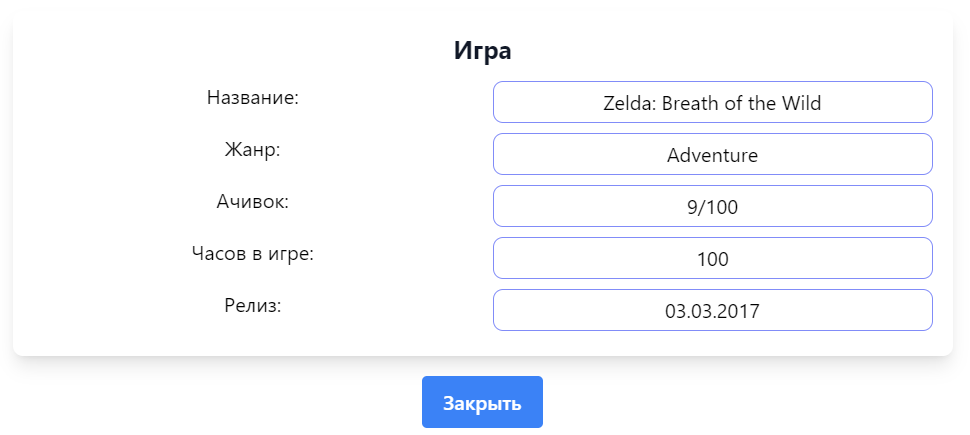 Игра
Название: Zelda: Breath of the Wild
Жанр: Adventure
Ачивок: 9/100
Часов в игре: 100
Релиз: 03.03.2017
Закрыть